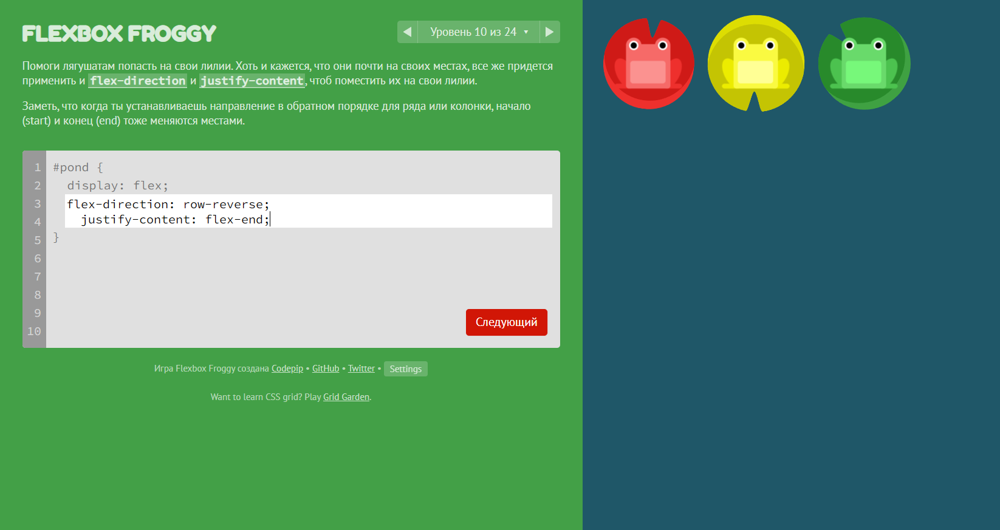 FLEXBOX FROGGY
Уровень 10 из 24
Помоги лягушатам попасть на свои лилии. Хоть и кажется, что они почти на своих местах, все же придется
применить и flex-direction и justify-content, чтоб поместить их на свои лилии.
Заметь, что когда ты устанавливаешь направление в обратном порядке для ряда или колонки, начало
(start) и конец (end) тоже меняются местами.
1 #pond {
2 display: flex;
3 flex-direction: row-reverse;
4 justify-content: flex-end;
5 }
6
7
8
9
10
Следующий
Игра Flexbox Froggy создана Codepip • GitHub • Twitter • Settings
Want to learn CSS grid? Play Grid Garden.